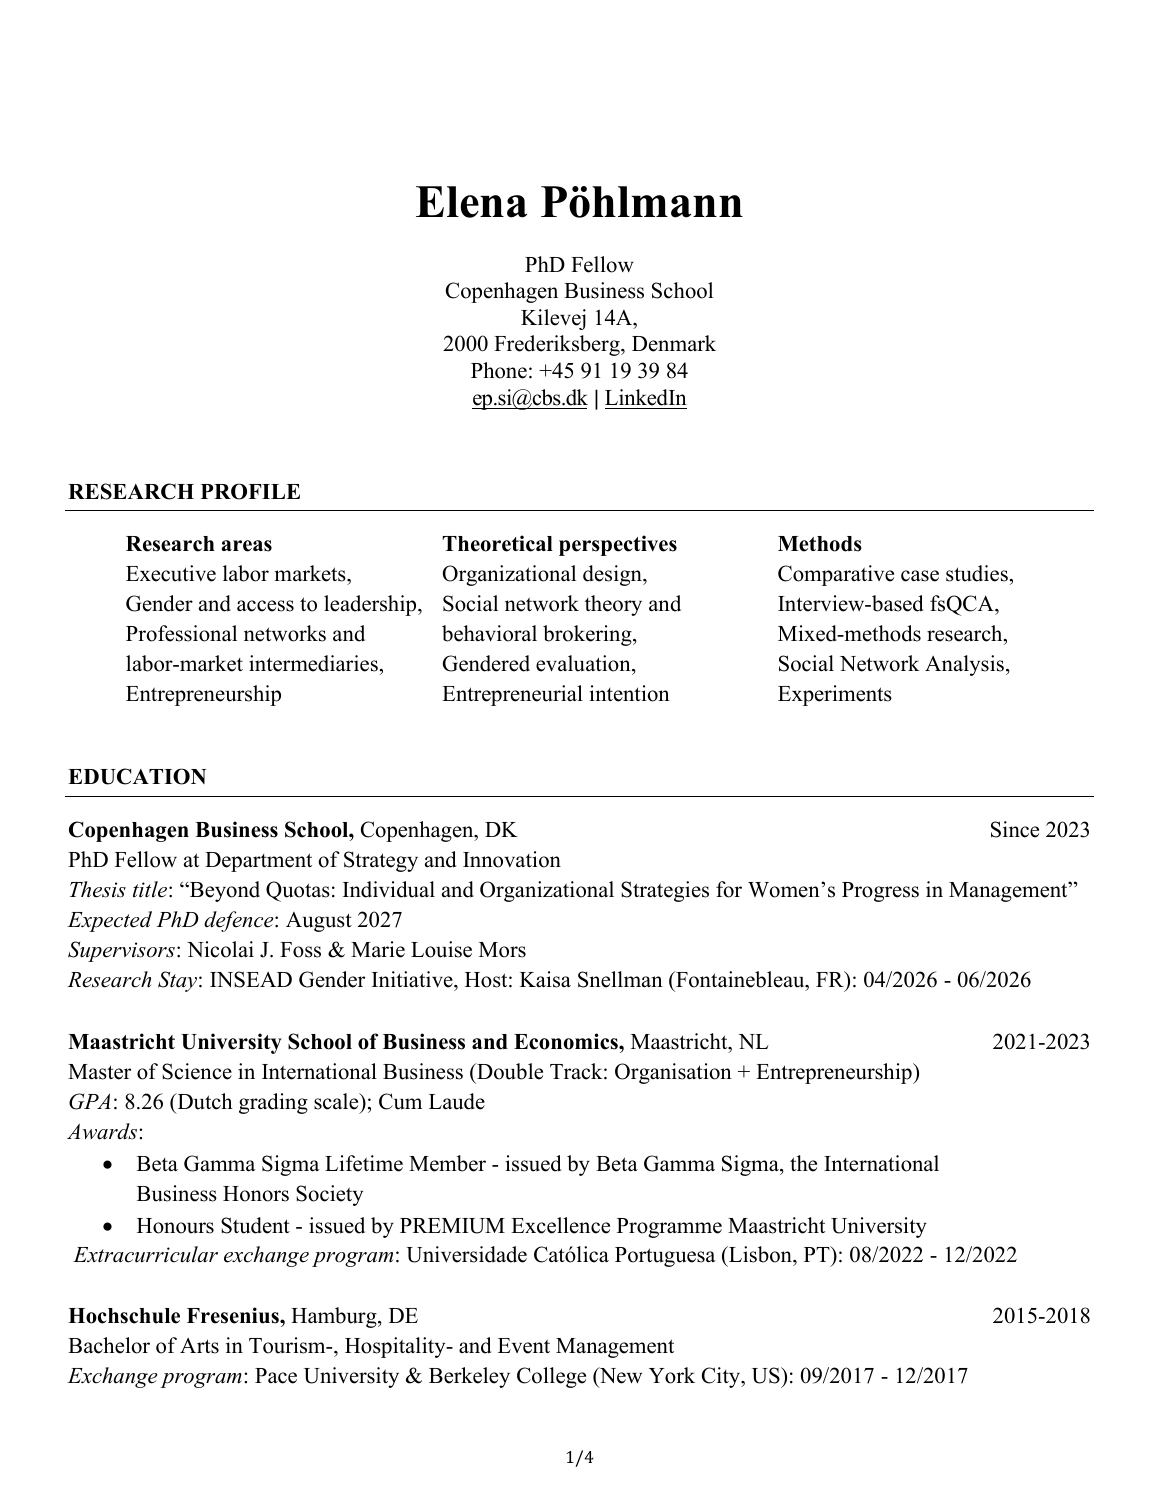 Elena Pöhlmann
PhD Fellow
Copenhagen Business School
Kilevej 14A,
2000 Frederiksberg, Denmark
Phone: +45 91 19 39 84
ep.si@cbs.dk | LinkedIn
RESEARCH PROFILE
Research areas
Executive labor markets,
Gender and access to leadership,
Professional networks and
labor-market intermediaries,
Entrepreneurship
Theoretical perspectives
Organizational design,
Social network theory and
behavioral brokering,
Gendered evaluation,
Entrepreneurial intention
Methods
Comparative case studies,
Interview-based fsQCA,
Mixed-methods research,
Social Network Analysis,
Experiments
EDUCATION
Copenhagen Business School, Copenhagen, DK Since 2023
PhD Fellow at Department of Strategy and Innovation
Thesis title: “Beyond Quotas: Individual and Organizational Strategies for Women’s Progress in Management”
Expected PhD defence: August 2027
Supervisors: Nicolai J. Foss & Marie Louise Mors
Research Stay: INSEAD Gender Initiative, Host: Kaisa Snellman (Fontainebleau, FR): 04/2026 - 06/2026
Maastricht University School of Business and Economics, Maastricht, NL 2021-2023
Master of Science in International Business (Double Track: Organisation + Entrepreneurship)
GPA: 8.26 (Dutch grading scale); Cum Laude
Awards:
• Beta Gamma Sigma Lifetime Member - issued by Beta Gamma Sigma, the International
Business Honors Society
• Honours Student - issued by PREMIUM Excellence Programme Maastricht University
Extracurricular exchange program: Universidade Católica Portuguesa (Lisbon, PT): 08/2022 - 12/2022
Hochschule Fresenius, Hamburg, DE 2015-2018
Bachelor of Arts in Tourism-, Hospitality- and Event Management
Exchange program: Pace University & Berkeley College (New York City, US): 09/2017 - 12/2017
1/4